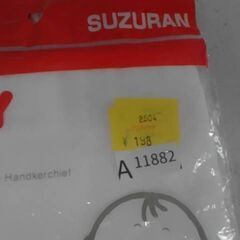 SUZURAN
¥198
A 11882
Handkerchief